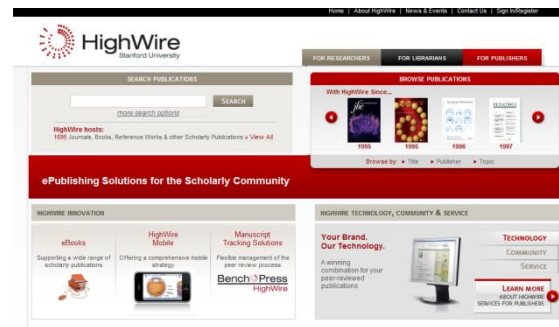 Home | About HighWire | News & Events | Contact Us | Sign In/Register
HighWire
Stanford University
FOR RESEARCHERS
FOR LIBRARIANS
FOR PUBLISHERS
SEARCH PUBLICATIONS
SEARCH
more search options
HighWire hosts:
1695 Journals, Books, Reference Works & other Scholarly Publications » View All
BROWSE PUBLICATIONS
With HighWire Since...
jbc
PEDIATRICS
1995
1995
1996
1997
Browse by: ▸ Title ▸ Publisher ▸ Topic
ePublishing Solutions for the Scholarly Community
HIGHWIRE INNOVATION
eBooks
Supporting a wide range of
scholarly publications
HighWire
Mobile
Offering a comprehensive mobile
strategy
Manuscript
Tracking Solutions
Flexible management of the
peer review process
Bench>Press
HighWire
HIGHWIRE TECHNOLOGY, COMMUNITY & SERVICE
Your Brand.
Our Technology.
A winning
combination for your
peer-reviewed
publications
TECHNOLOGY
COMMUNITY
SERVICE
LEARN MORE
ABOUT HIGHWIRE
SERVICES FOR PUBLISHERS